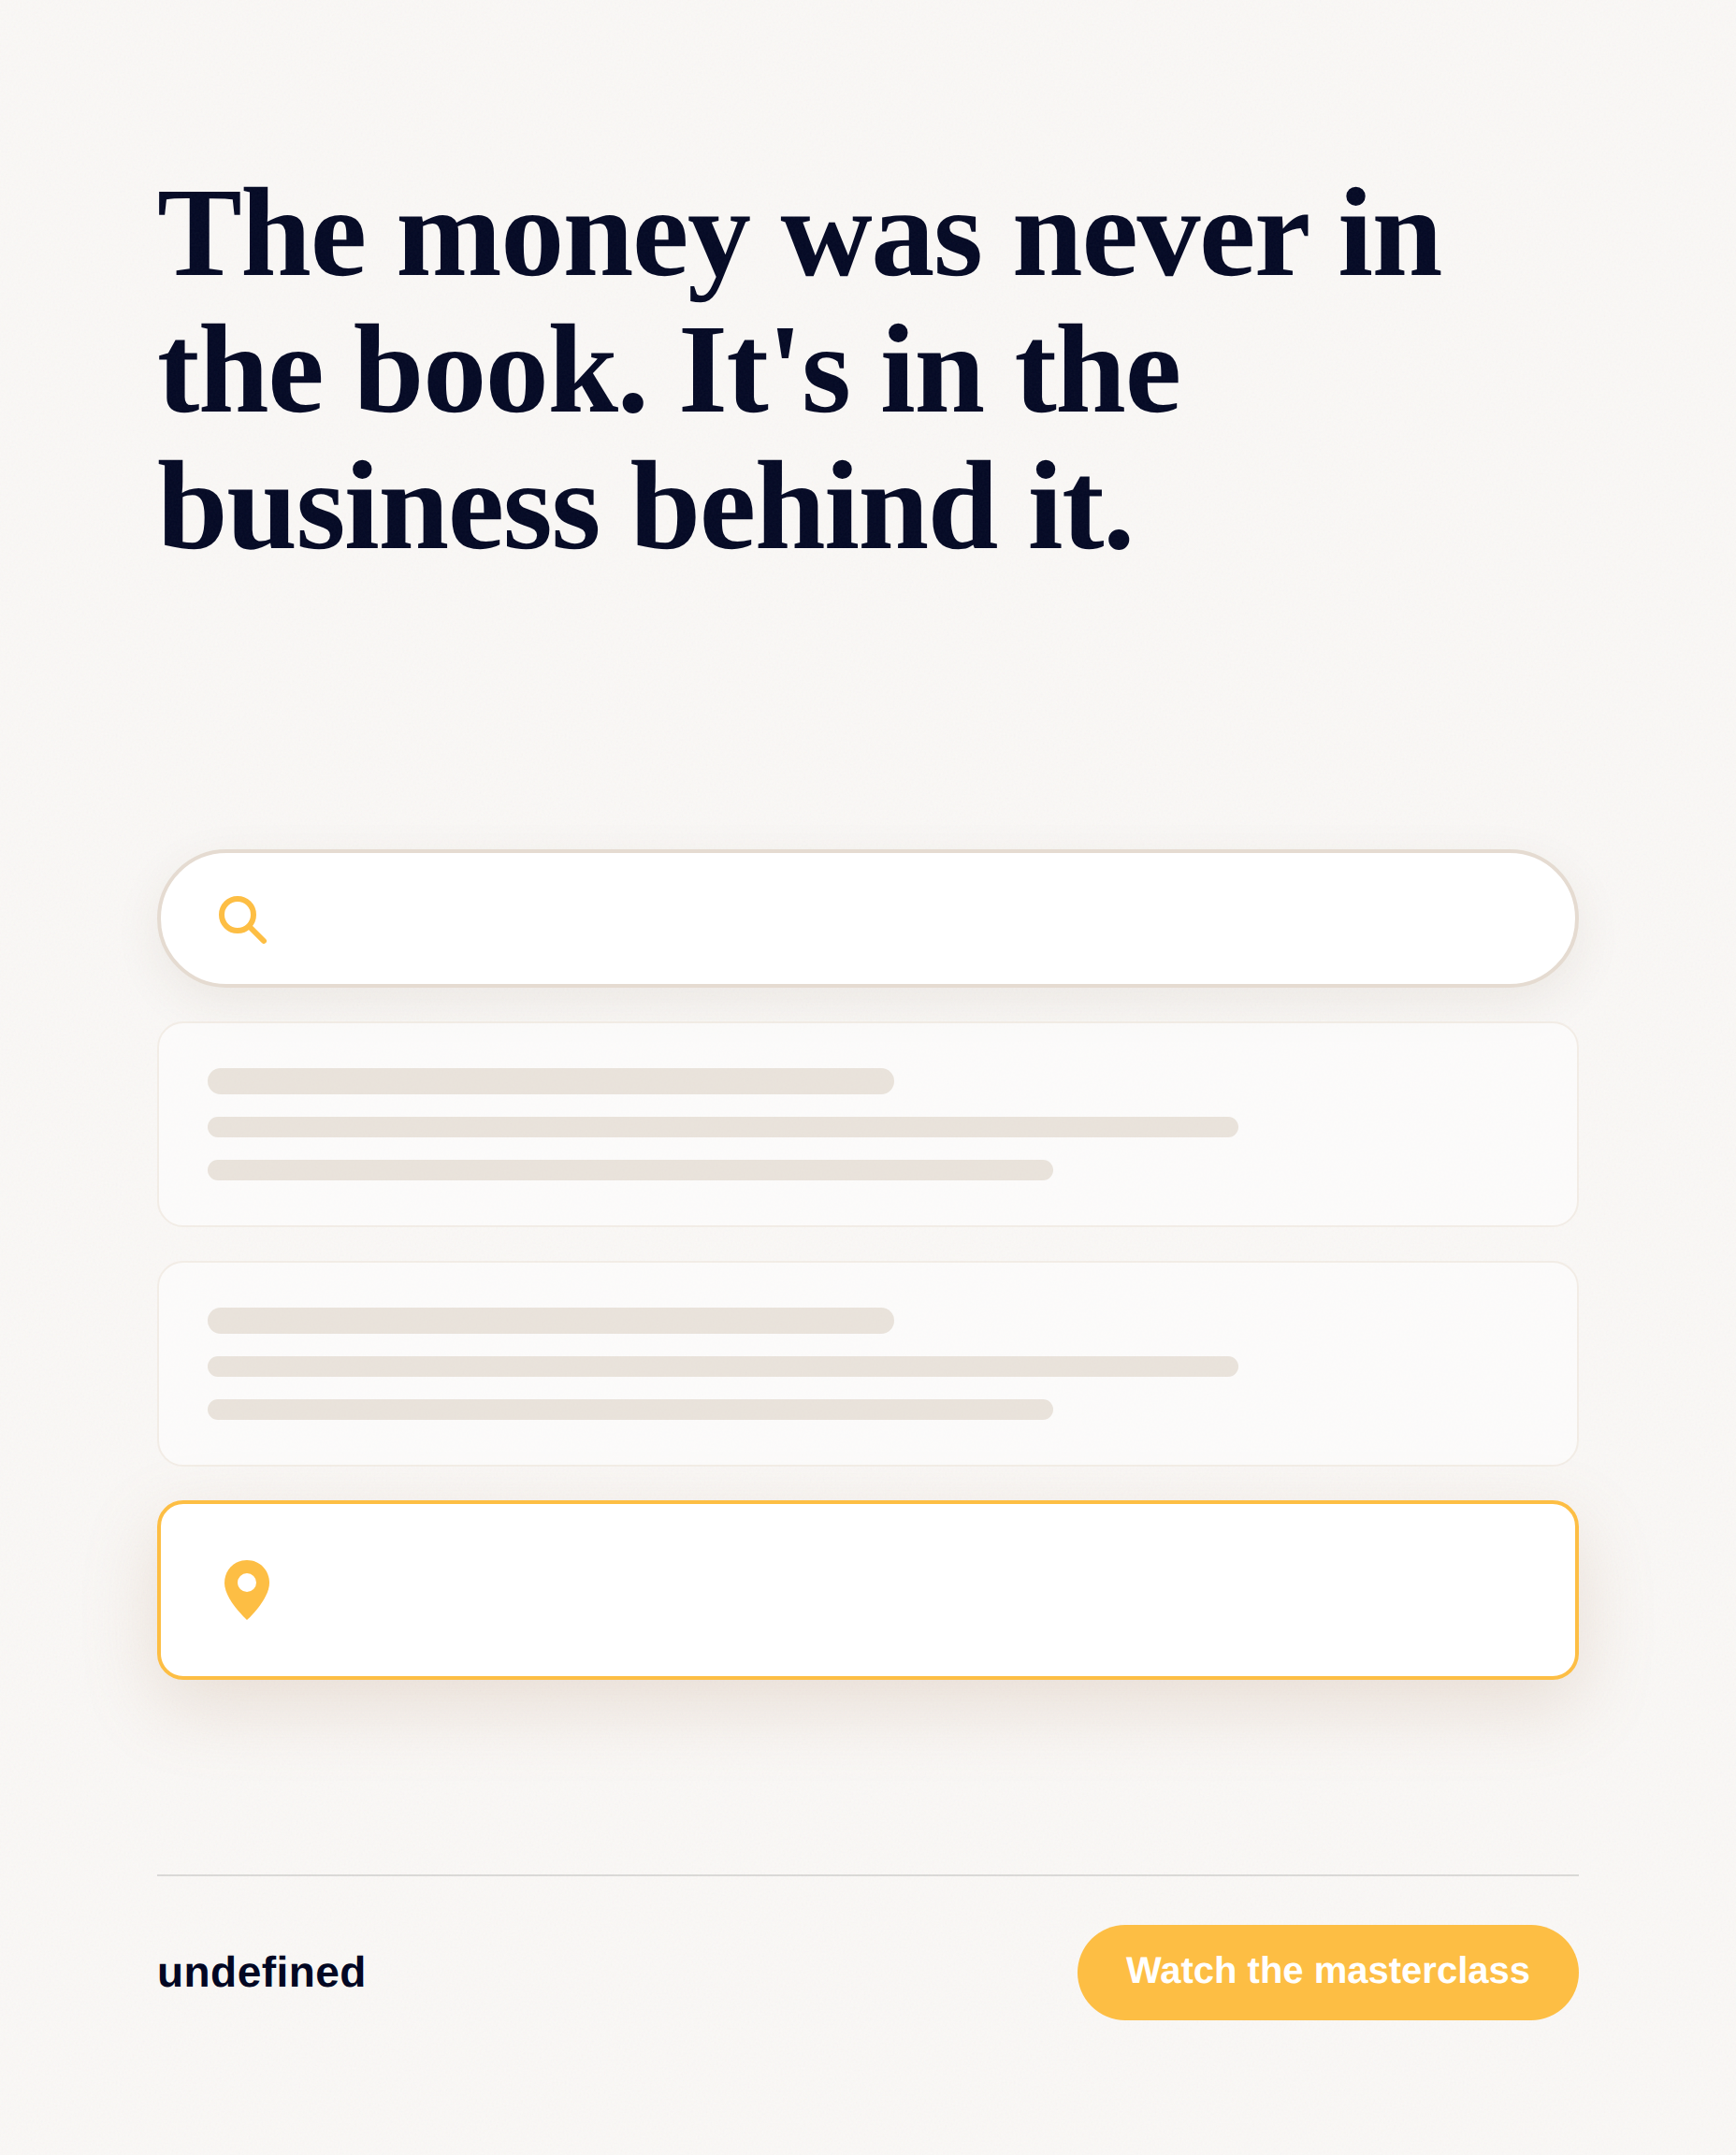 The money was never in
the book. It's in the
business behind it.
undefined
Watch the masterclass